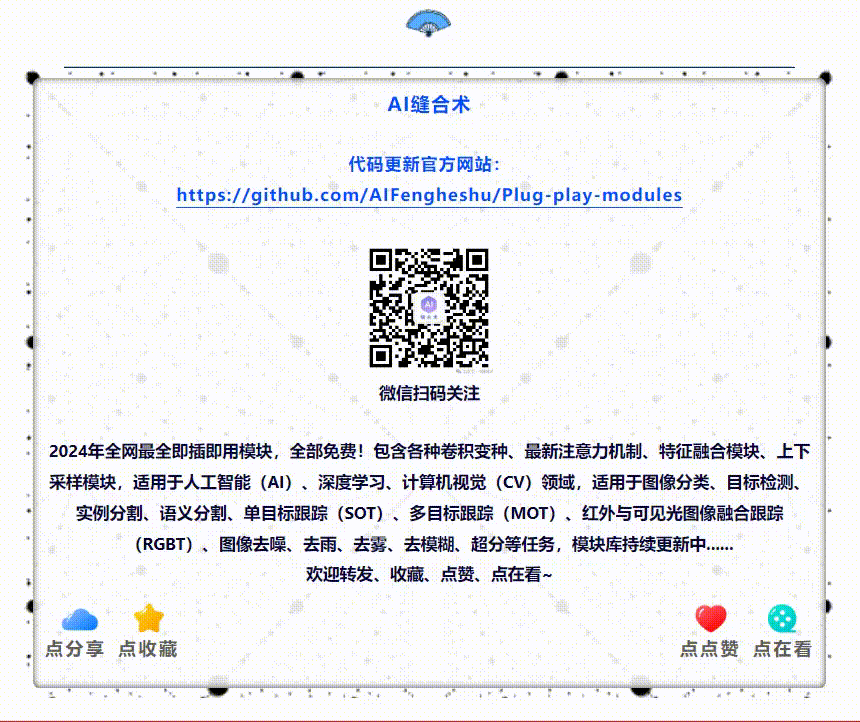 AI缝合术
代码更新官方网站：
https://github.com/AIFengheshu/Plug-play-modules
AI
微信扫码关注
2024年全网最全即插即用模块，全部免费！包含各种卷积变种、最新注意力机制、特征融合模块、上下
采样模块，适用于人工智能（AI）、深度学习、计算机视觉（CV）领域，适用于图像分类、目标检测、
实例分割、语义分割、单目标跟踪（SOT）、多目标跟踪（MOT）、红外与可见光图像融合跟踪
（RGBT）、图像去噪、去雨、去雾、去模糊、超分等任务，模块库持续更新中......
欢迎转发、收藏、点赞、点在看~
点分享 点收藏 点点赞 点在看